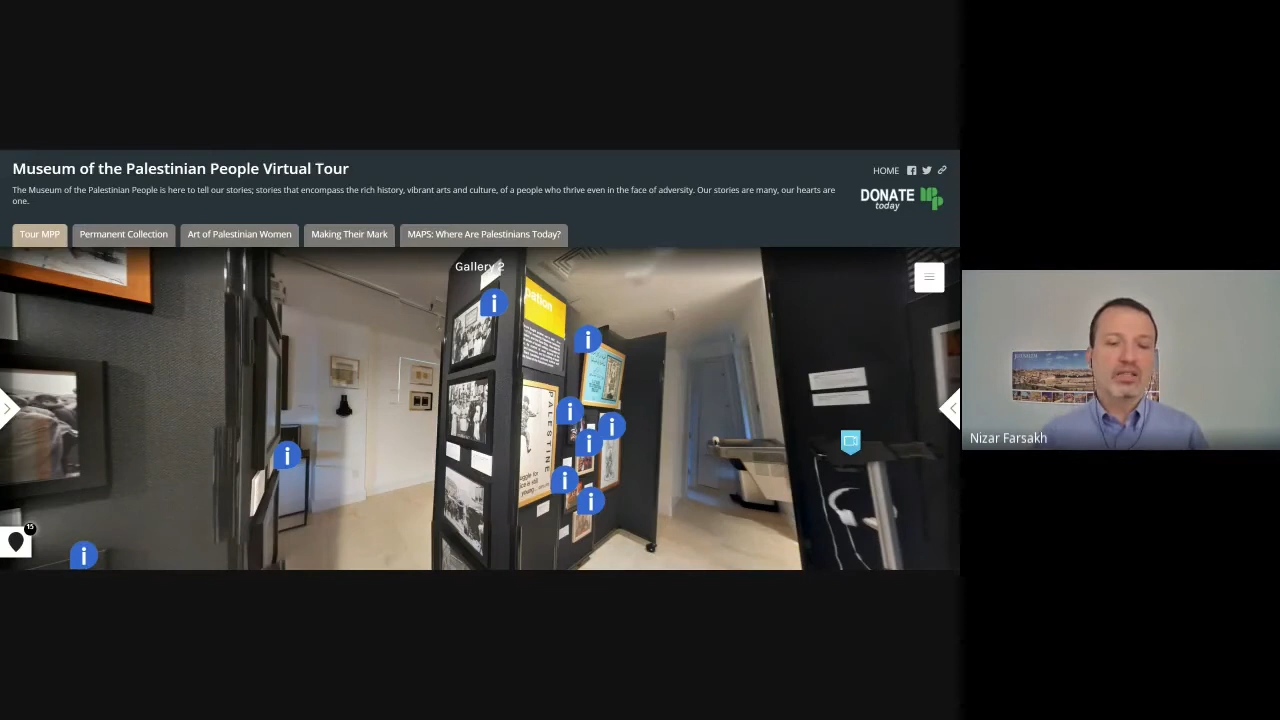 Museum of the Palestinian People Virtual Tour
The Museum of the Palestinian People is here to tell our stories; stories that encompass the rich history, vibrant arts and culture, of a people who thrive even in the face of adversity. Our stories are many, our hearts are
one.
HOME
DONATE
today
Tour MPP
Permanent Collection
Art of Palestinian Women
Making Their Mark
MAPS: Where Are Palestinians Today?
Gallery 2
pation
PALESTINE
15
Nizar Farsakh